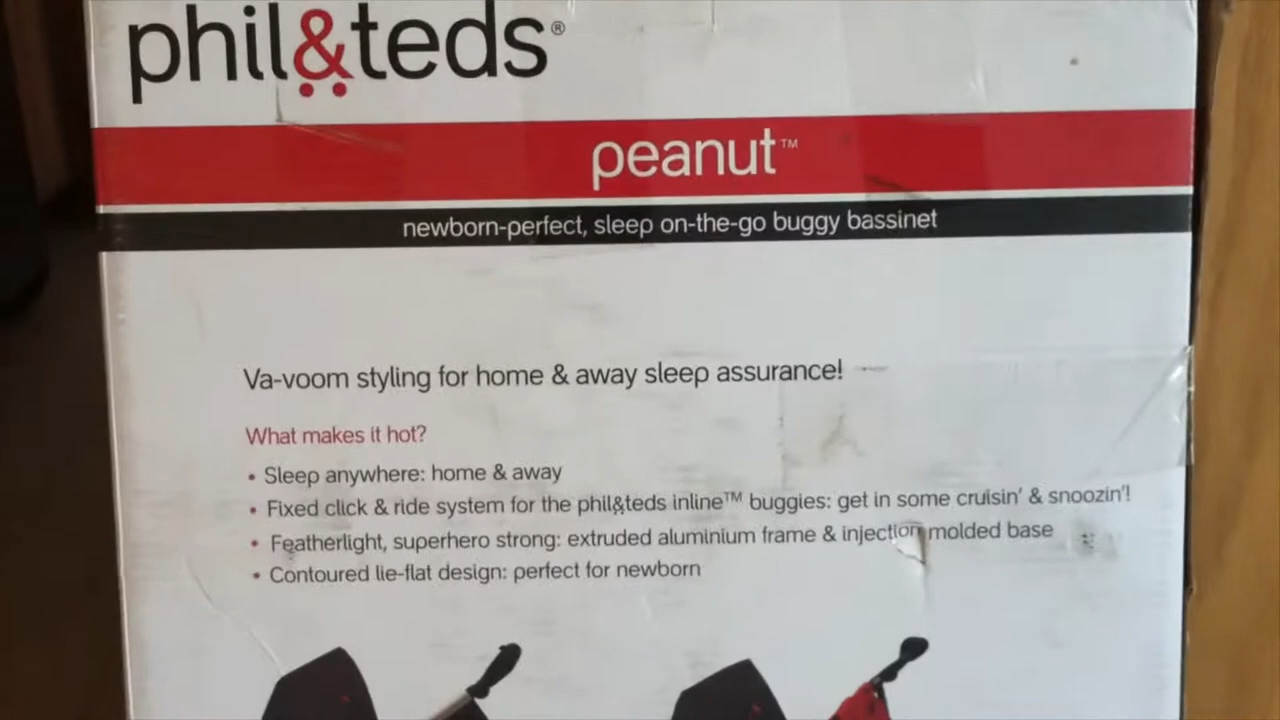 phil&teds®
peanut™
newborn-perfect, sleep on-the-go buggy bassinet
Va-voom styling for home & away sleep assurance!
What makes it hot?
• Sleep anywhere: home & away
• Fixed click & ride system for the phil&teds inline™ buggies: get in some cruisin' & snoozin'!
• Featherlight, superhero strong: extruded aluminium frame & injection molded base
• Contoured lie-flat design: perfect for newborn